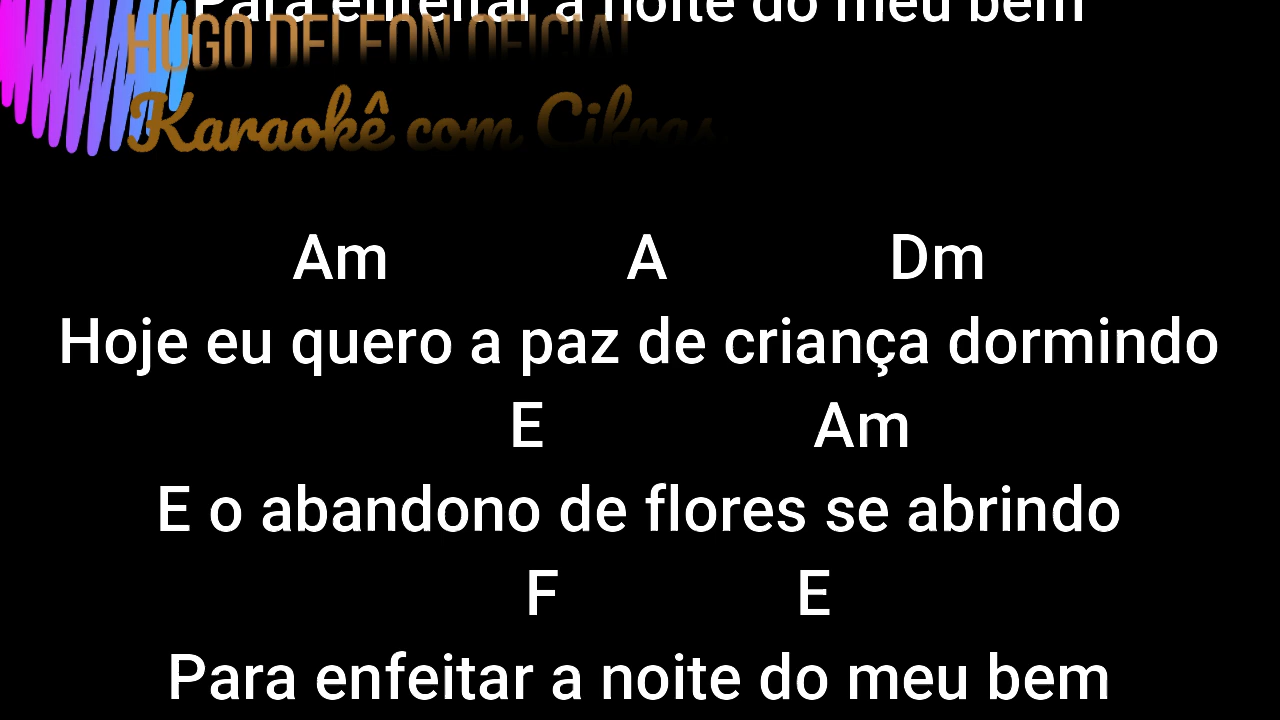 Para enfeitar a noite do meu bem
HUGO DELEON OFICIAL
Karaokê com Cifras
Am A Dm
Hoje eu quero a paz de criança dormindo
E Am
E o abandono de flores se abrindo
F E
Para enfeitar a noite do meu bem